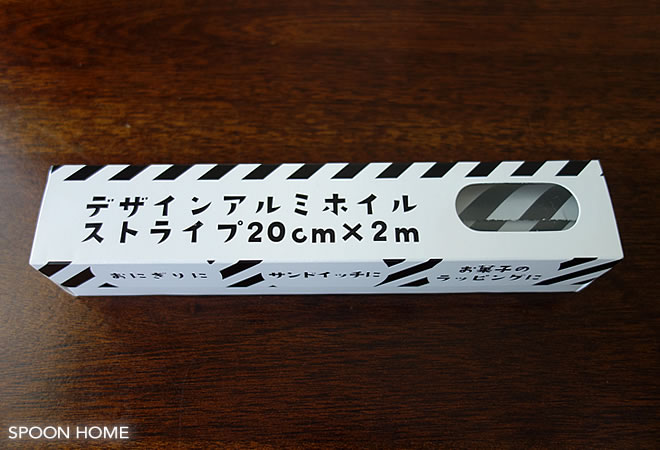 デザインアルミホイル
ストライプ20cm×2m
おにぎりに
サンドイッチに
お菓子の
ラッピングに
SPOON HOME